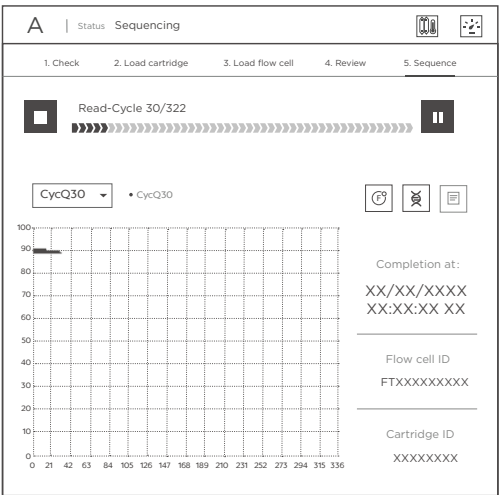 A Status Sequencing
1. Check 2. Load cartridge 3. Load flow cell 4. Review 5. Sequence
Read-Cycle 30/322
CycQ30 • CycQ30
F°
100
90
80
70
60
50
40
30
20
10
0
0 21 42 63 84 105 126 147 168 189 210 231 252 273 294 315 336
Completion at:
XX/XX/XXXX
XX:XX:XX XX
Flow cell ID
FTXXXXXXXXX
Cartridge ID
XXXXXXXX